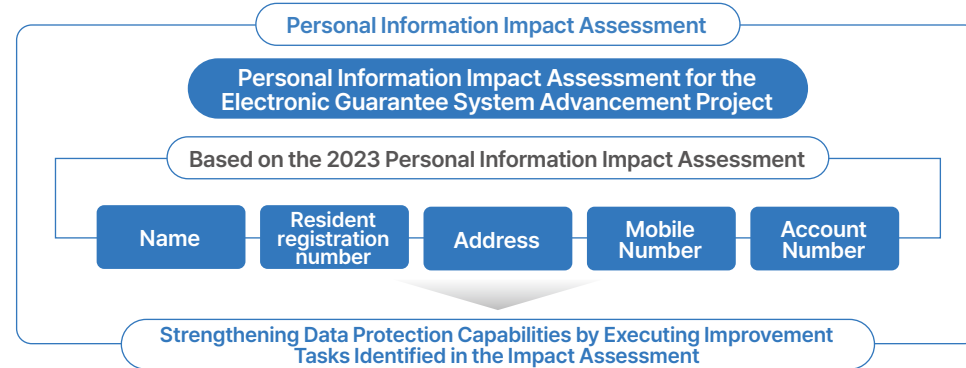 Personal Information Impact Assessment
Personal Information Impact Assessment for the
Electronic Guarantee System Advancement Project
Based on the 2023 Personal Information Impact Assessment
Name
Resident
registration
number
Address
Mobile
Number
Account
Number
Strengthening Data Protection Capabilities by Executing Improvement
Tasks Identified in the Impact Assessment